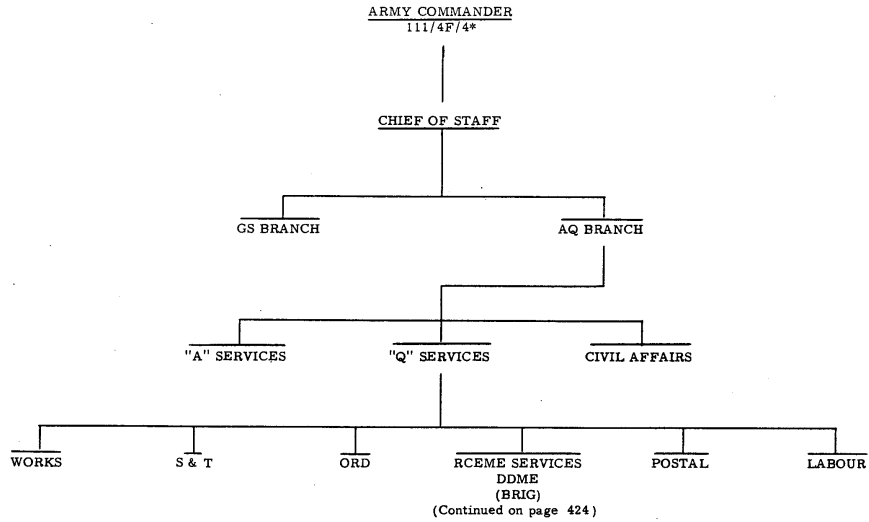 ARMY COMMANDER
111/4F/4*
CHIEF OF STAFF
GS BRANCH
AQ BRANCH
"A" SERVICES
"Q" SERVICES
CIVIL AFFAIRS
WORKS
S & T
ORD
RCEME SERVICES
DDME
(BRIG)
(Continued on page 424)
POSTAL
LABOUR